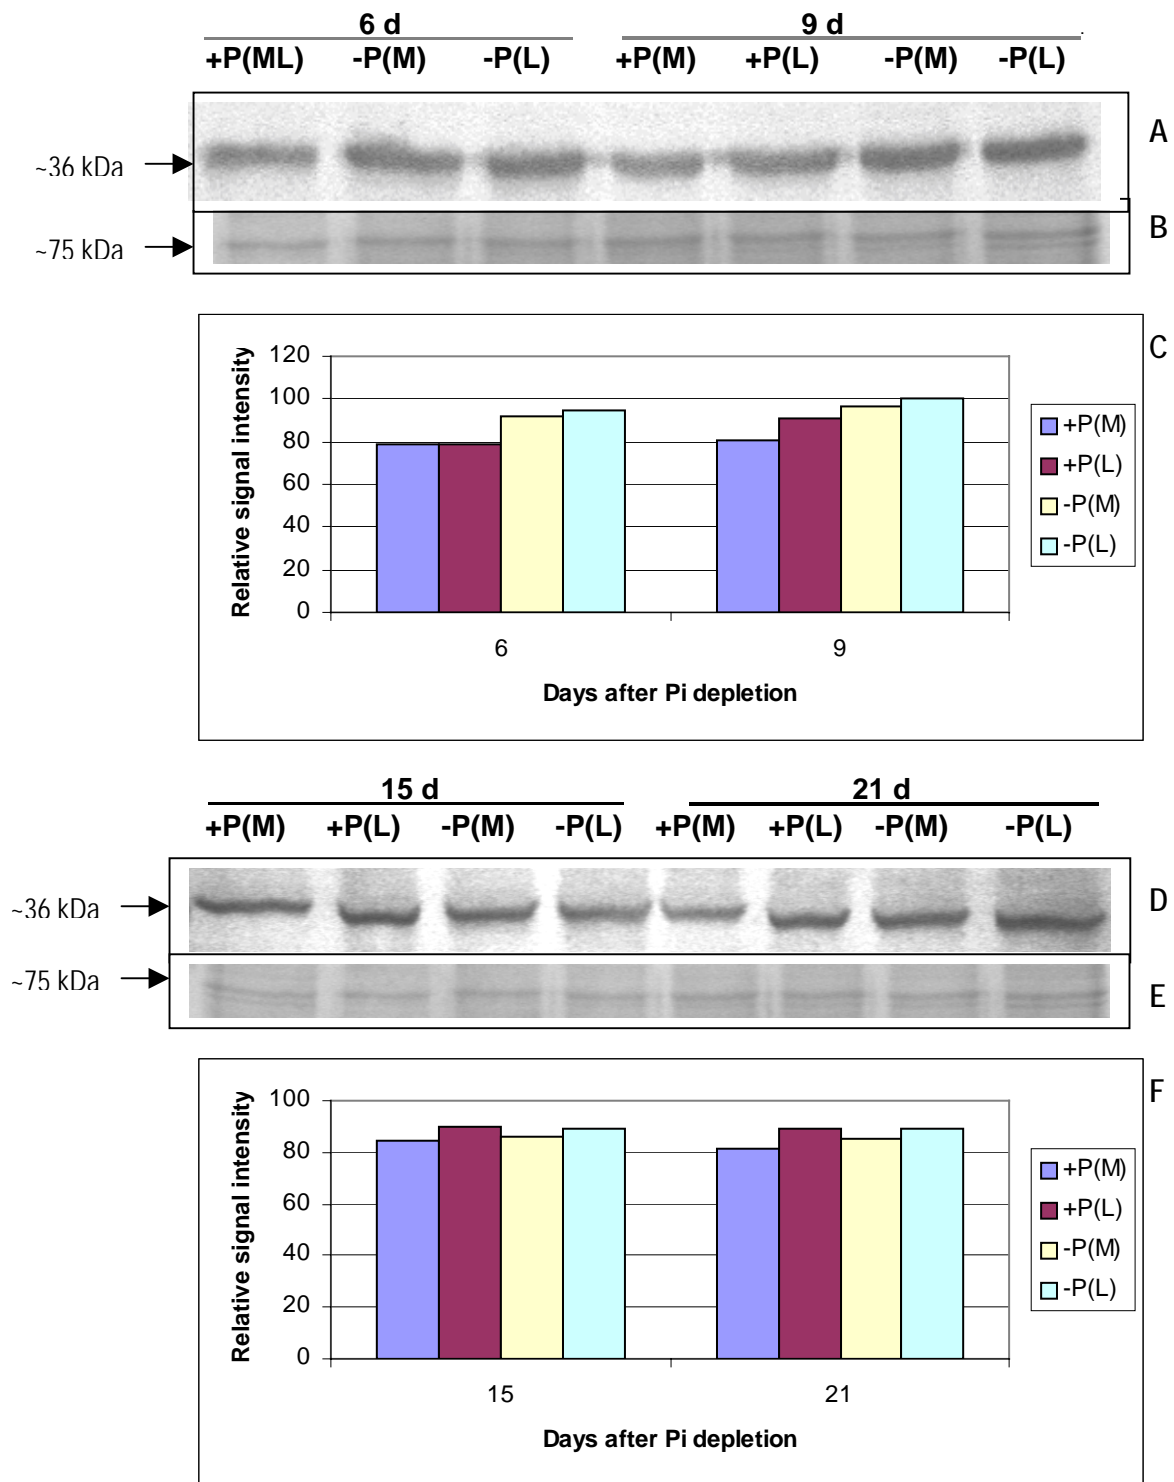 6 d 9 d
+P(ML) -P(M) -P(L) +P(M) +P(L) -P(M) -P(L)
~36 kDa
A
~75 kDa
B
C
Relative signal intensity
120
100
80
60
40
20
0
6 9
Days after Pi depletion
+P(M)
+P(L)
-P(M)
-P(L)
15 d 21 d
+P(M) +P(L) -P(M) -P(L) +P(M) +P(L) -P(M) -P(L)
~36 kDa
D
~75 kDa
E
F
Relative signal intensity
100
80
60
40
20
0
15 21
Days after Pi depletion
+P(M)
+P(L)
-P(M)
-P(L)